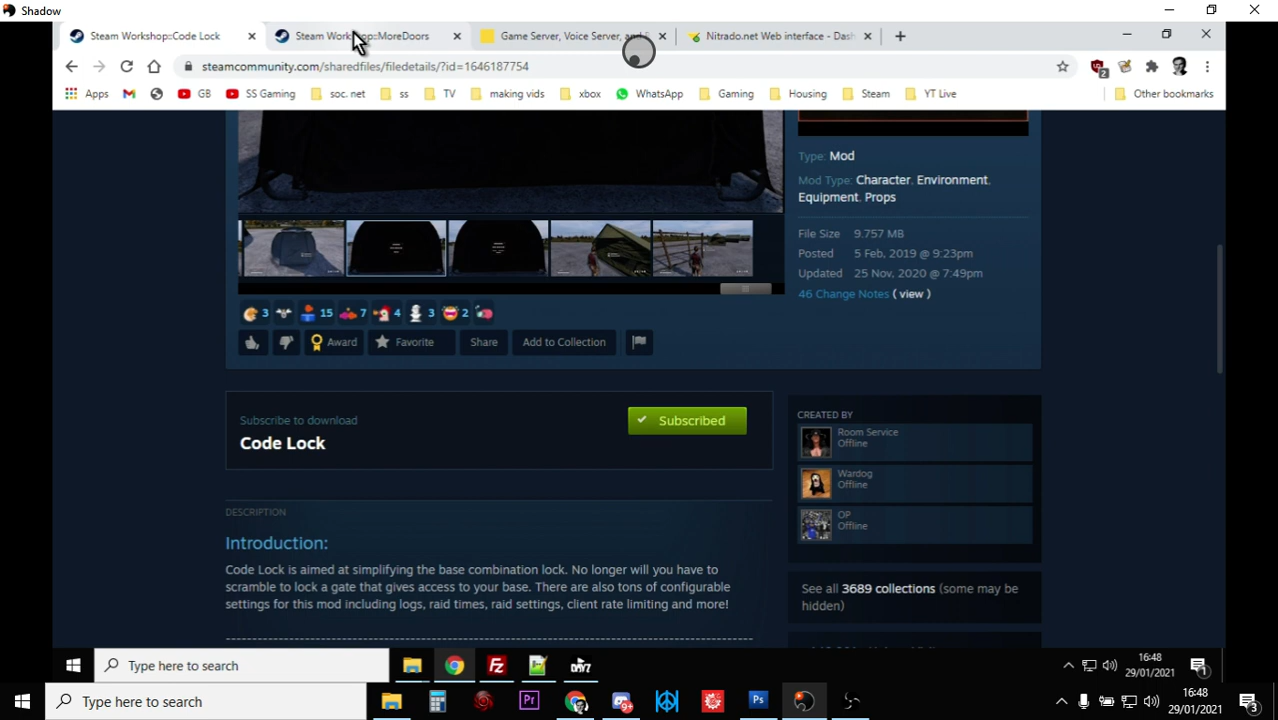 Shadow
Steam Workshop::Code Lock
Steam Workshop::MoreDoors
Game Server, Voice Server, and
Nitrado.net Web interface - Dash
steamcommunity.com/sharedfiles/filedetails/?id=1646187754
2
Apps
GB
SS Gaming
soc. net
ss
TV
making vids
xbox
WhatsApp
Gaming
Housing
Steam
YT Live
Other bookmarks
Type: Mod
Mod Type: Character, Environment,
Equipment, Props
File Size 9.757 MB
Posted 5 Feb, 2019 @ 9:23pm
Updated 25 Nov, 2020 @ 7:49pm
46 Change Notes ( view )
3 15 7 4 3 2
Award
Favorite
Share
Add to Collection
Subscribe to download
Code Lock
Subscribed
CREATED BY
Room Service
Offline
Wardog
Offline
OP
Offline
DESCRIPTION
Introduction:
Code Lock is aimed at simplifying the base combination lock. No longer will you have to
scramble to lock a gate that gives access to your base. There are also tons of configurable
settings for this mod including logs, raid times, raid settings, client rate limiting and more!
See all 3689 collections (some may be
hidden)
Type here to search
16:48
29/01/2021
1
Type here to search
16:48
29/01/2021
3